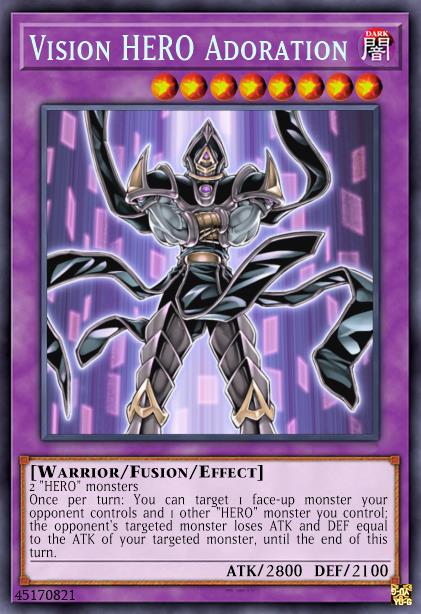 Vision HERO Adoration
DARK
闇
[Warrior/Fusion/Effect]
2 "HERO" monsters
Once per turn: You can target 1 face-up monster your
opponent controls and 1 other "HERO" monster you control;
the opponent's targeted monster loses ATK and DEF equal
to the ATK of your targeted monster, until the end of this
turn.
ATK/2800 DEF/2100
45170821